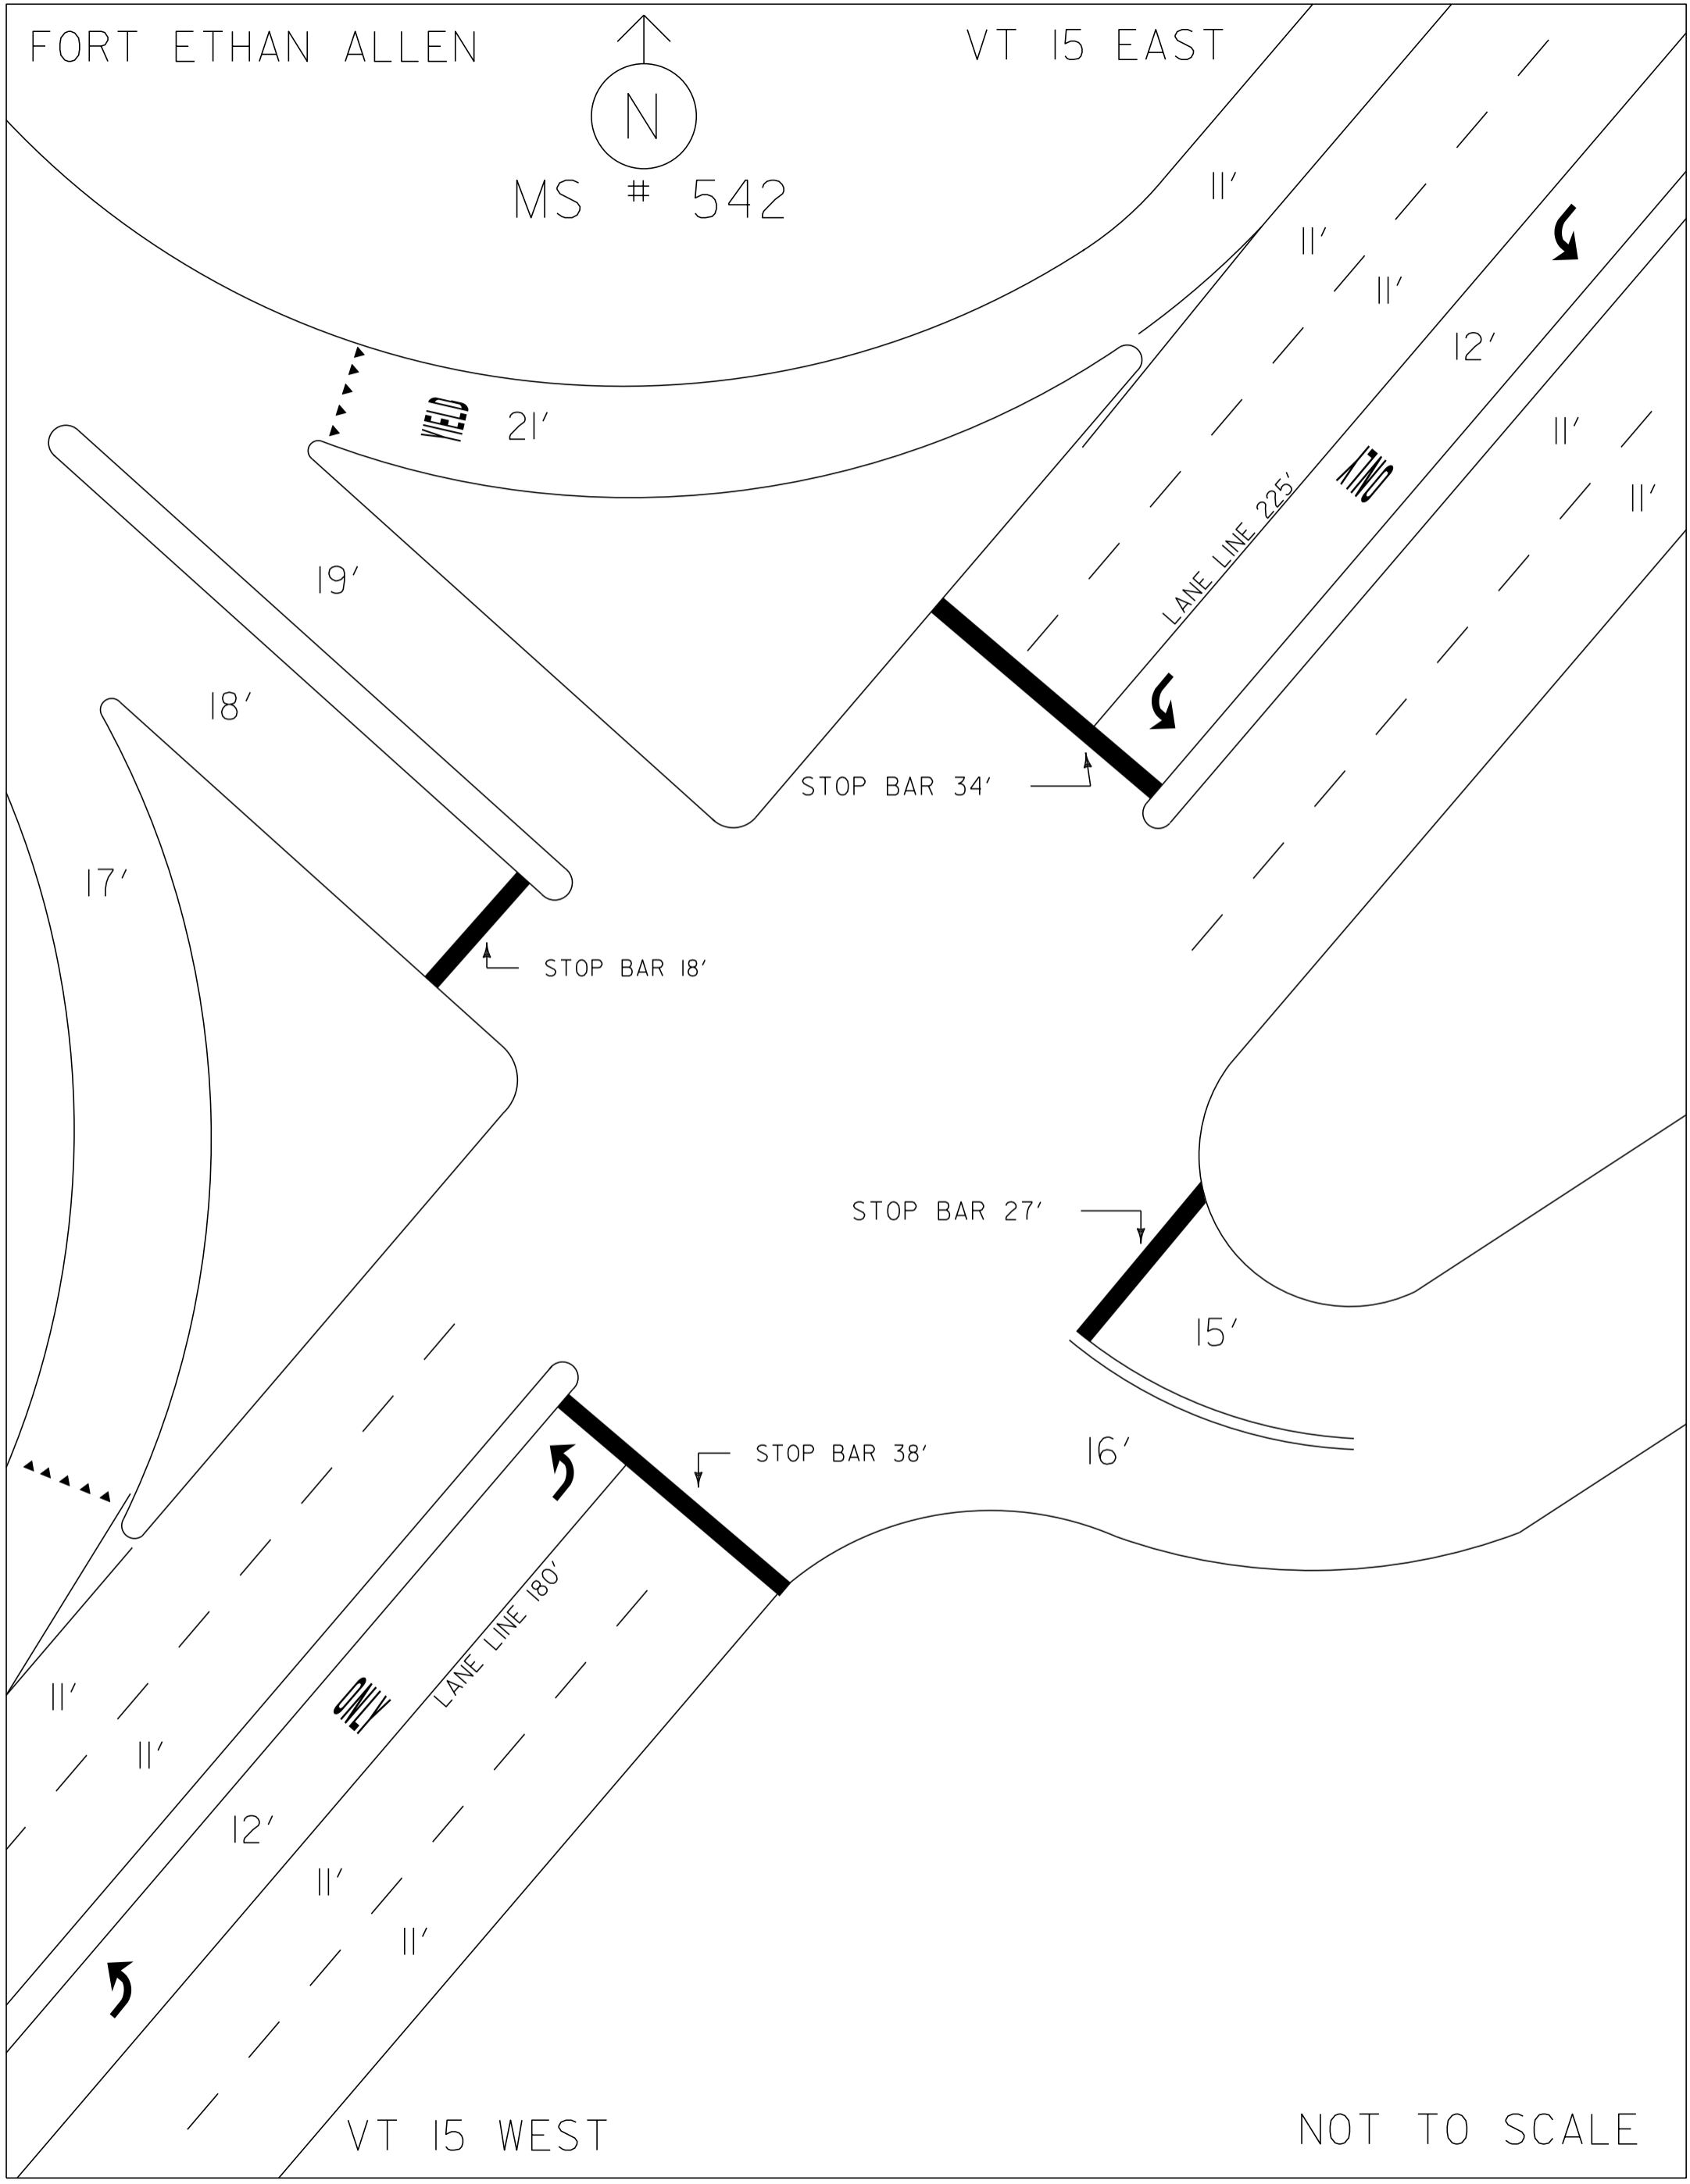 FORT ETHAN ALLEN
VT 15 EAST
N
MS # 542
11'
11'
11'
12'
11'
11'
YIELD
21'
ONLY
LANE LINE 225'
19'
18'
STOP BAR 34'
17'
STOP BAR 18'
STOP BAR 27'
15'
16'
STOP BAR 38'
LANE LINE 180'
ONLY
11'
11'
12'
11'
11'
VT 15 WEST
NOT TO SCALE